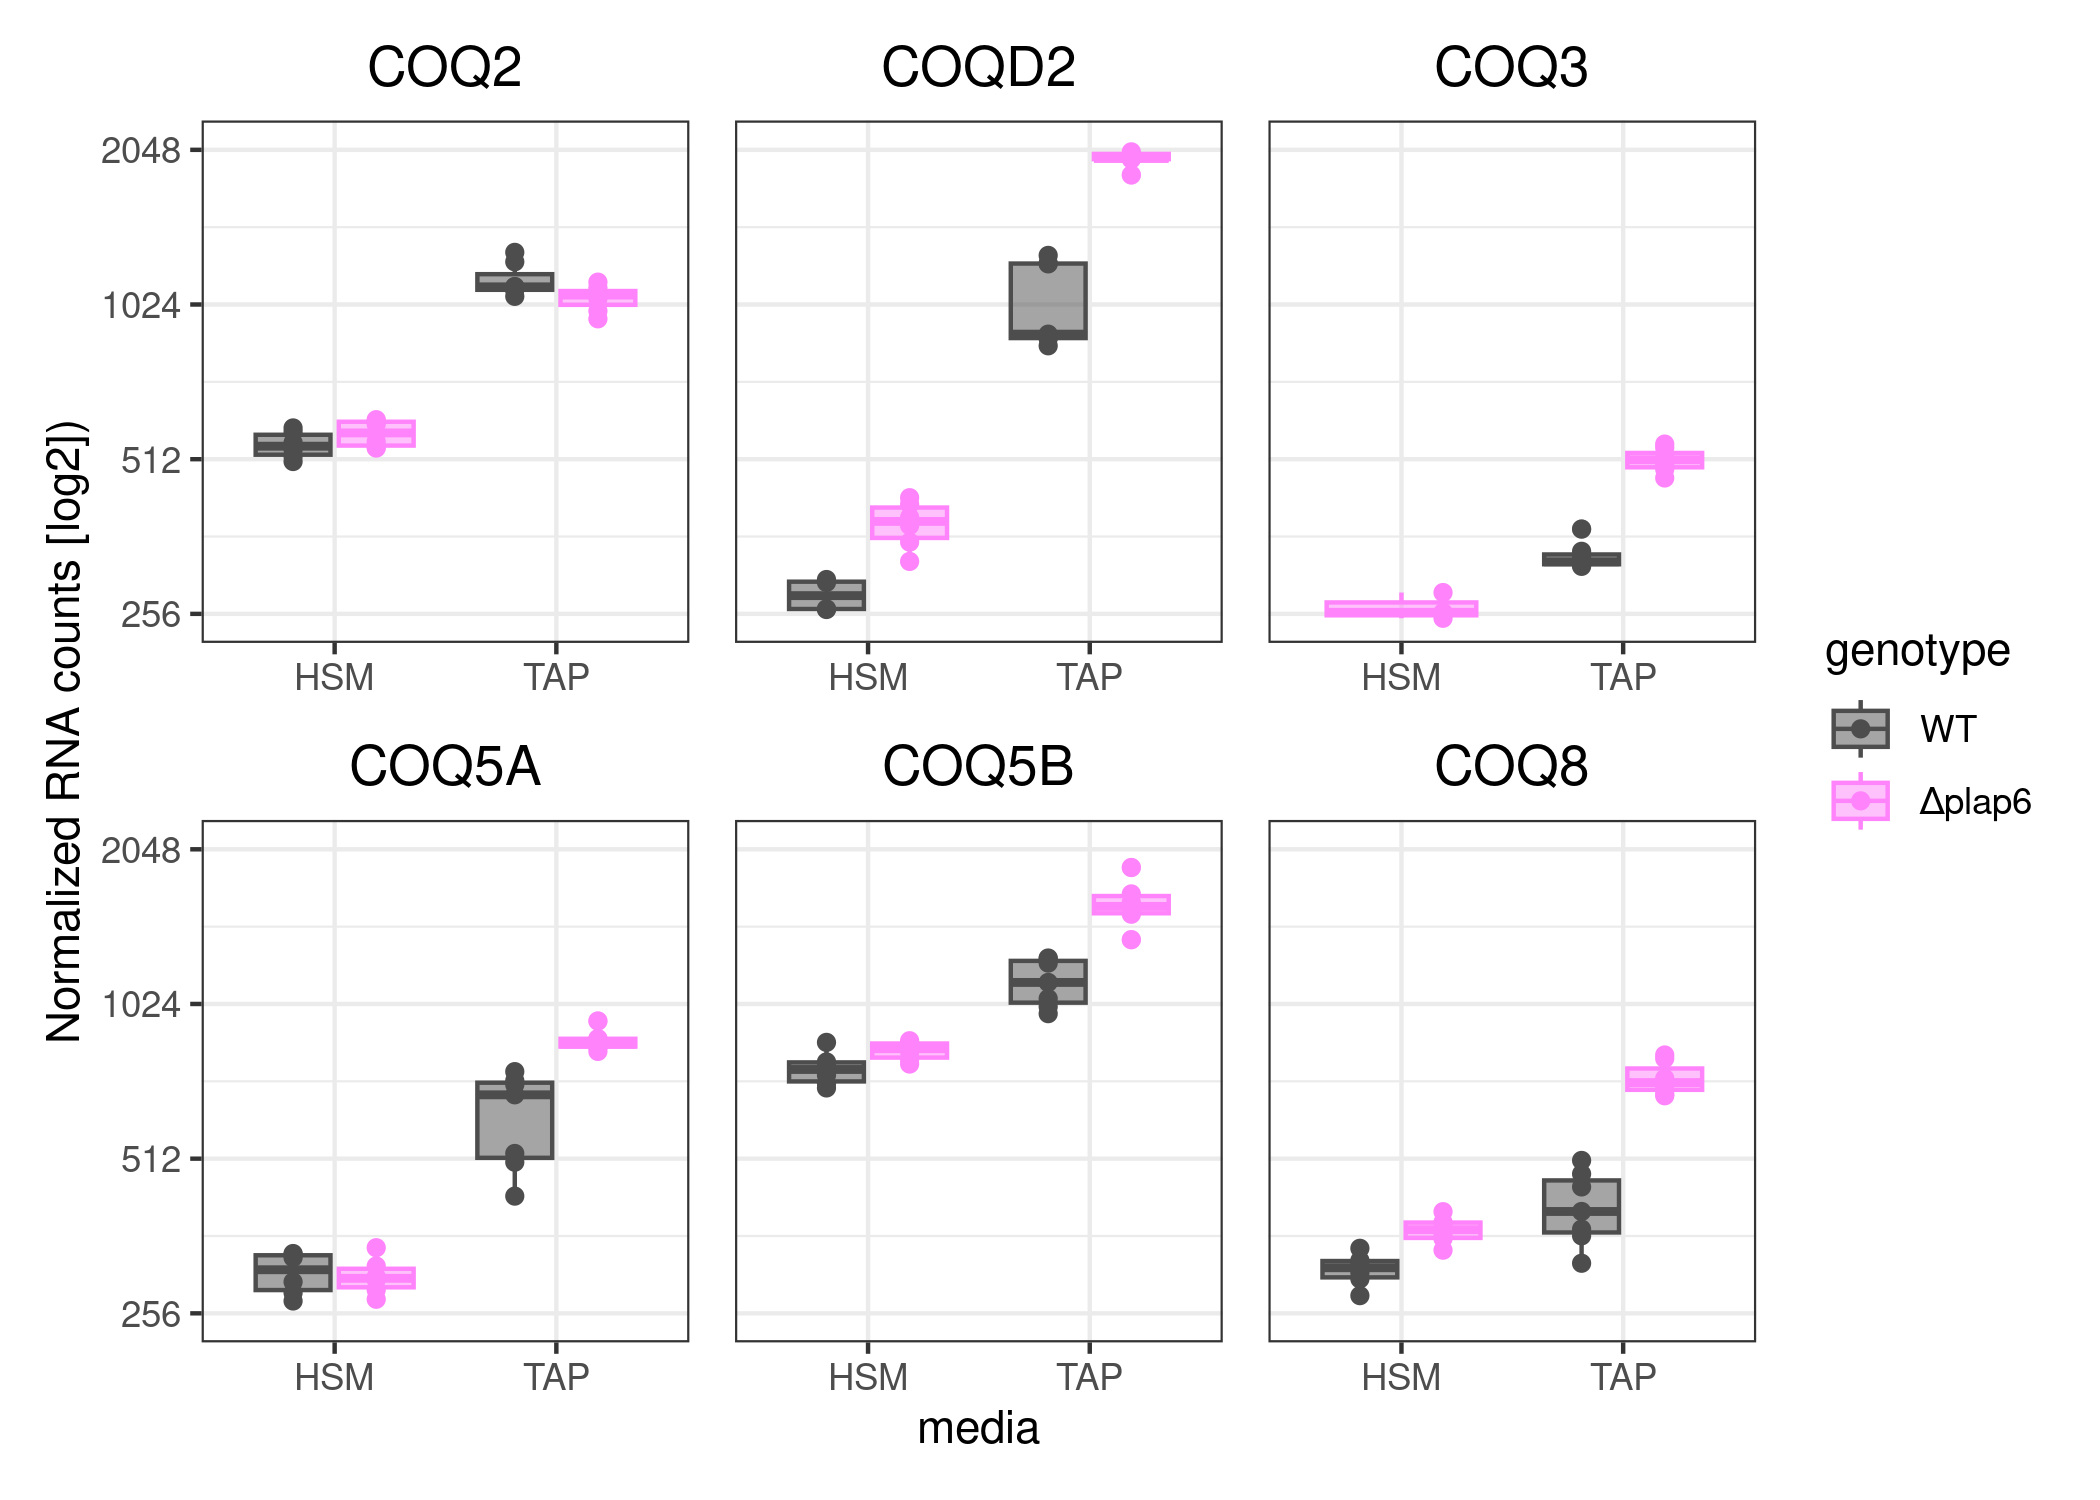 COQ2 COQD2 COQ3
2048
1024
512
256
HSM TAP HSM TAP HSM TAP
Normalized RNA counts [log2])
genotype
WT
Δplap6
COQ5A COQ5B COQ8
2048
1024
512
256
HSM TAP HSM TAP HSM TAP
media